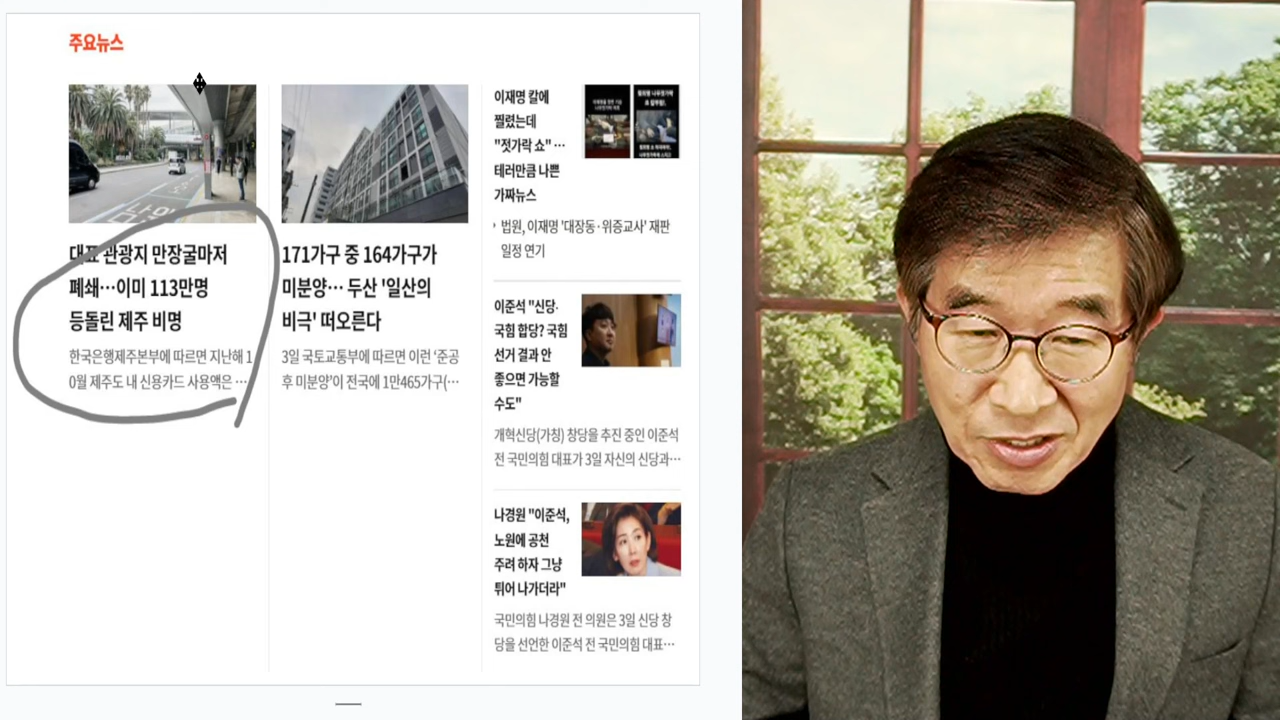 주요뉴스
대표 관광지 만장굴마저
폐쇄…이미 113만명
등돌린 제주 비명
한국은행제주본부에 따르면 지난해 1
0월 제주도 내 신용카드 사용액은 …
171가구 중 164가구가
미분양… 두산 '일산의
비극' 떠오른다
3일 국토교통부에 따르면 이런 ‘준공
후 미분양’이 전국에 1만465가구(…
이재명 칼에
찔렸는데
"젓가락 쇼" …
테러만큼 나쁜
가짜뉴스
법원, 이재명 '대장동·위증교사' 재판
일정 연기
이준석 "신당·
국힘 합당? 국힘
선거 결과 안
좋으면 가능할
수도"
개혁신당(가칭) 창당을 추진 중인 이준석
전 국민의힘 대표가 3일 자신의 신당과…
나경원 "이준석,
노원에 공천
주려 하자 그냥
튀어 나가더라"
국민의힘 나경원 전 의원은 3일 신당 창
당을 선언한 이준석 전 국민의힘 대표…